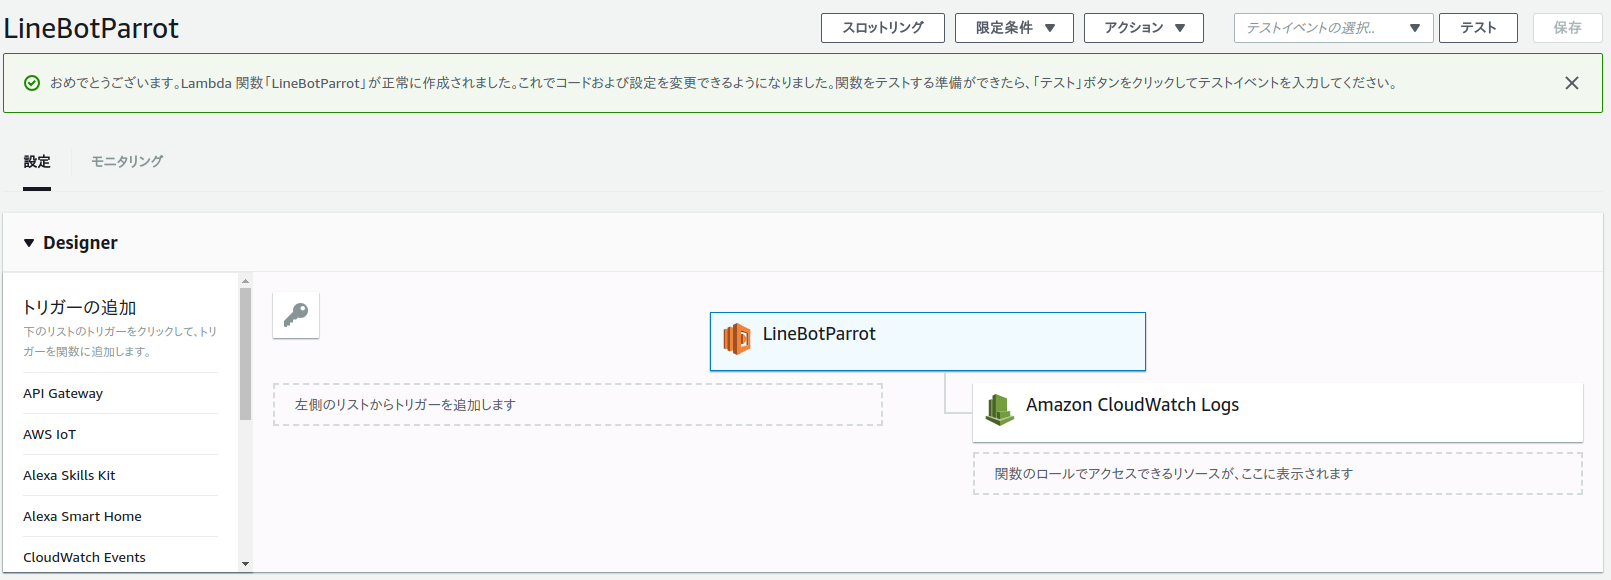 LineBotParrot
スロットリング
限定条件
アクション
テストイベントの選択..
テスト
保存
おめでとうございます。Lambda 関数「LineBotParrot」が正常に作成されました。これでコードおよび設定を変更できるようになりました。関数をテストする準備ができたら、「テスト」ボタンをクリックしてテストイベントを入力してください。
設定
モニタリング
Designer
トリガーの追加
下のリストのトリガーをクリックして、トリ
ガーを関数に追加します。
API Gateway
AWS IoT
Alexa Skills Kit
Alexa Smart Home
CloudWatch Events
LineBotParrot
左側のリストからトリガーを追加します
Amazon CloudWatch Logs
関数のロールでアクセスできるリソースが、ここに表示されます